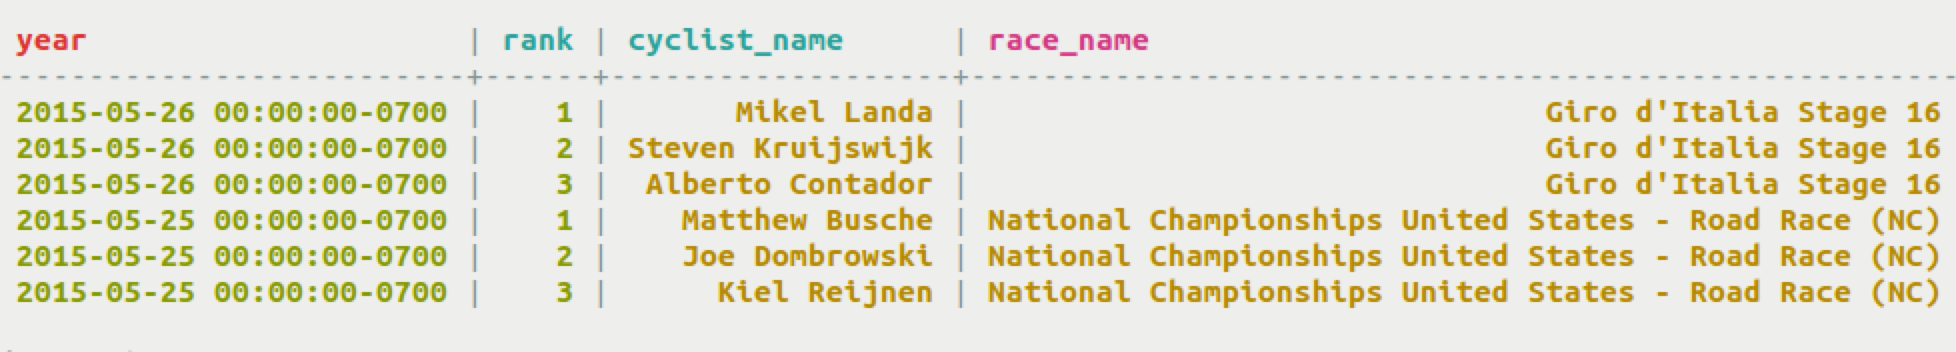 year | rank | cyclist_name | race_name
--------------------------+------+-------------------+-------------------------------------------------------
2015-05-26 00:00:00-0700 | 1 | Mikel Landa | Giro d'Italia Stage 16
2015-05-26 00:00:00-0700 | 2 | Steven Kruijswijk | Giro d'Italia Stage 16
2015-05-26 00:00:00-0700 | 3 | Alberto Contador | Giro d'Italia Stage 16
2015-05-25 00:00:00-0700 | 1 | Matthew Busche | National Championships United States - Road Race (NC)
2015-05-25 00:00:00-0700 | 2 | Joe Dombrowski | National Championships United States - Road Race (NC)
2015-05-25 00:00:00-0700 | 3 | Kiel Reijnen | National Championships United States - Road Race (NC)